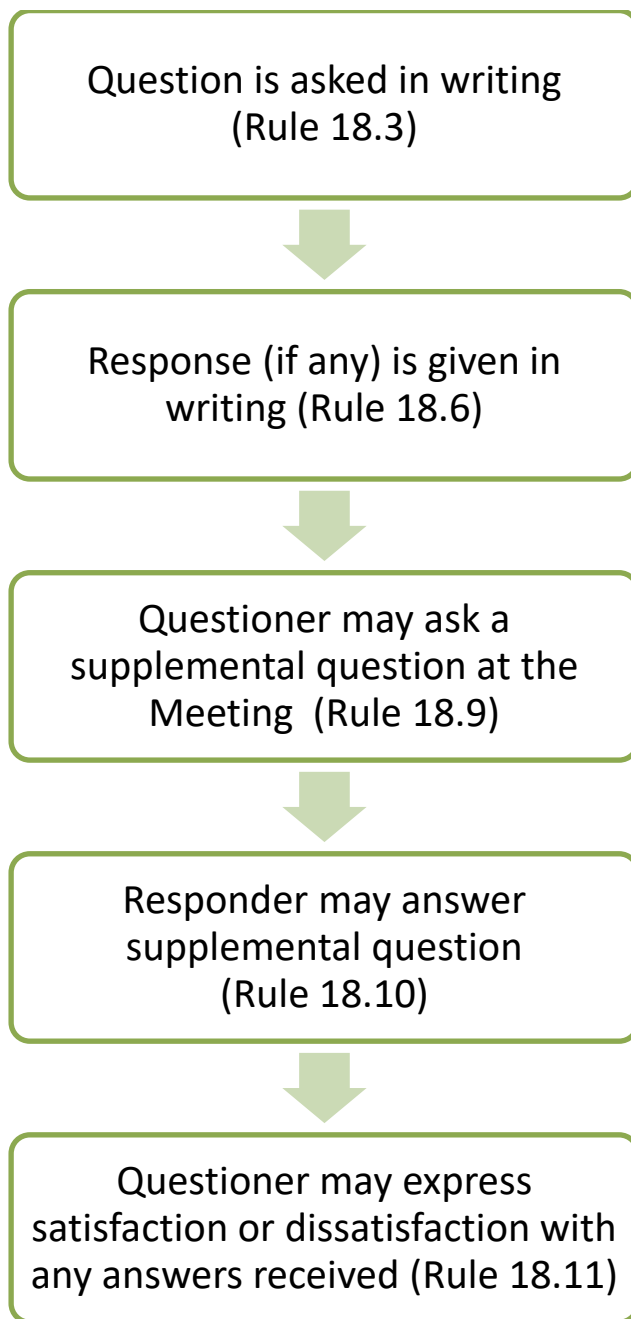 Question is asked in writing
(Rule 18.3)
Response (if any) is given in
writing (Rule 18.6)
Questioner may ask a
supplemental question at the
Meeting  (Rule 18.9)
Responder may answer
supplemental question
(Rule 18.10)
Questioner may express
satisfaction or dissatisfaction with
any answers received (Rule 18.11)